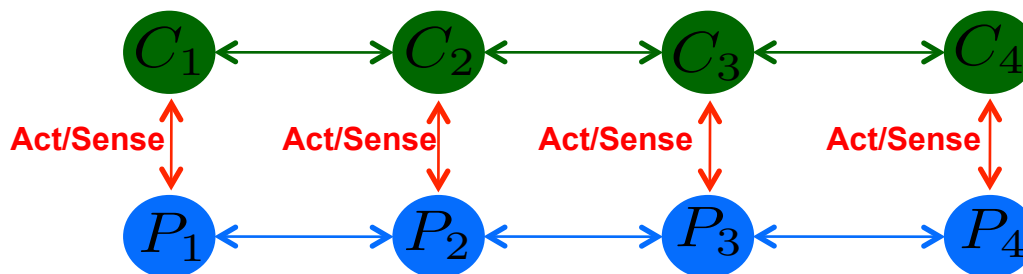 C₁ C₂ C₃ C₄
Act/Sense Act/Sense Act/Sense Act/Sense
P₁ P₂ P₃ P₄